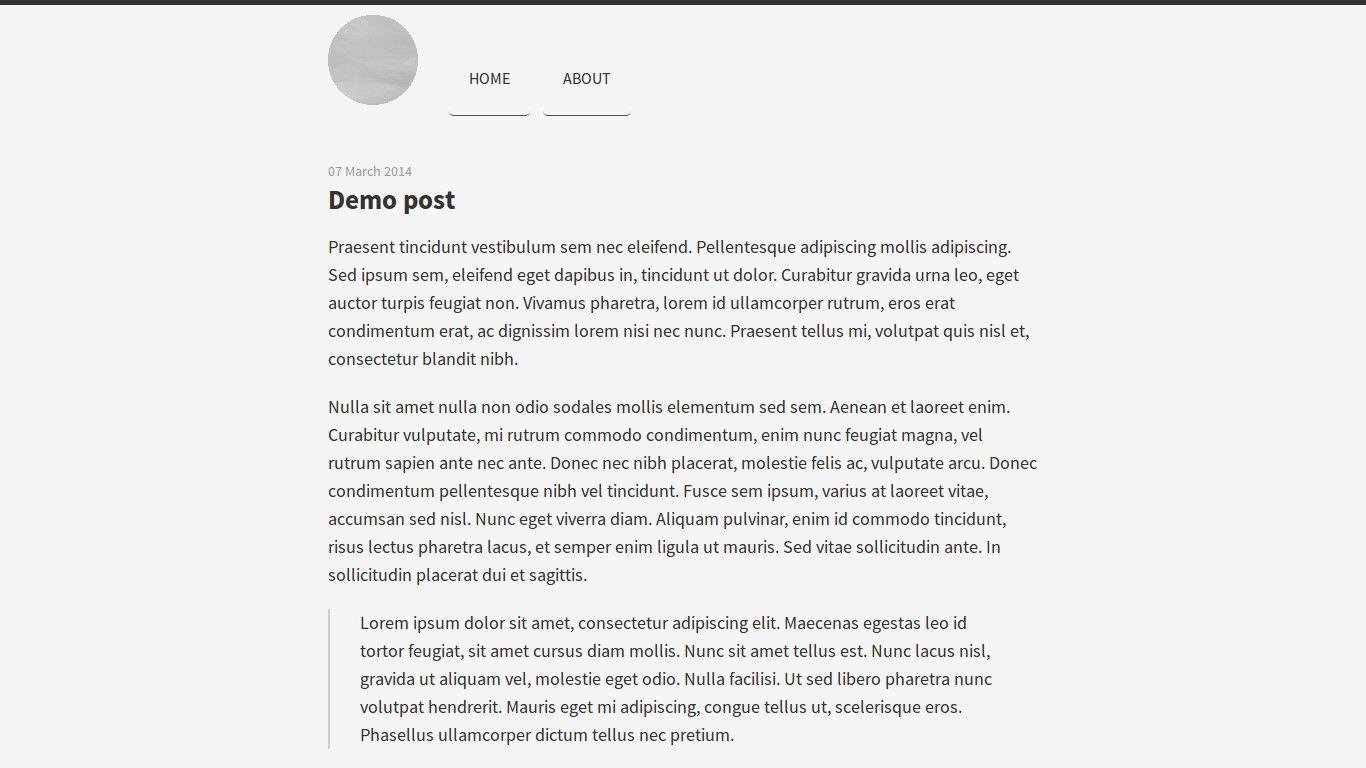 HOME ABOUT
07 March 2014
Demo post
Praesent tincidunt vestibulum sem nec eleifend. Pellentesque adipiscing mollis adipiscing.
Sed ipsum sem, eleifend eget dapibus in, tincidunt ut dolor. Curabitur gravida urna leo, eget
auctor turpis feugiat non. Vivamus pharetra, lorem id ullamcorper rutrum, eros erat
condimentum erat, ac dignissim lorem nisi nec nunc. Praesent tellus mi, volutpat quis nisl et,
consectetur blandit nibh.
Nulla sit amet nulla non odio sodales mollis elementum sed sem. Aenean et laoreet enim.
Curabitur vulputate, mi rutrum commodo condimentum, enim nunc feugiat magna, vel
rutrum sapien ante nec ante. Donec nec nibh placerat, molestie felis ac, vulputate arcu. Donec
condimentum pellentesque nibh vel tincidunt. Fusce sem ipsum, varius at laoreet vitae,
accumsan sed nisl. Nunc eget viverra diam. Aliquam pulvinar, enim id commodo tincidunt,
risus lectus pharetra lacus, et semper enim ligula ut mauris. Sed vitae sollicitudin ante. In
sollicitudin placerat dui et sagittis.
Lorem ipsum dolor sit amet, consectetur adipiscing elit. Maecenas egestas leo id
tortor feugiat, sit amet cursus diam mollis. Nunc sit amet tellus est. Nunc lacus nisl,
gravida ut aliquam vel, molestie eget odio. Nulla facilisi. Ut sed libero pharetra nunc
volutpat hendrerit. Mauris eget mi adipiscing, congue tellus ut, scelerisque eros.
Phasellus ullamcorper dictum tellus nec pretium.